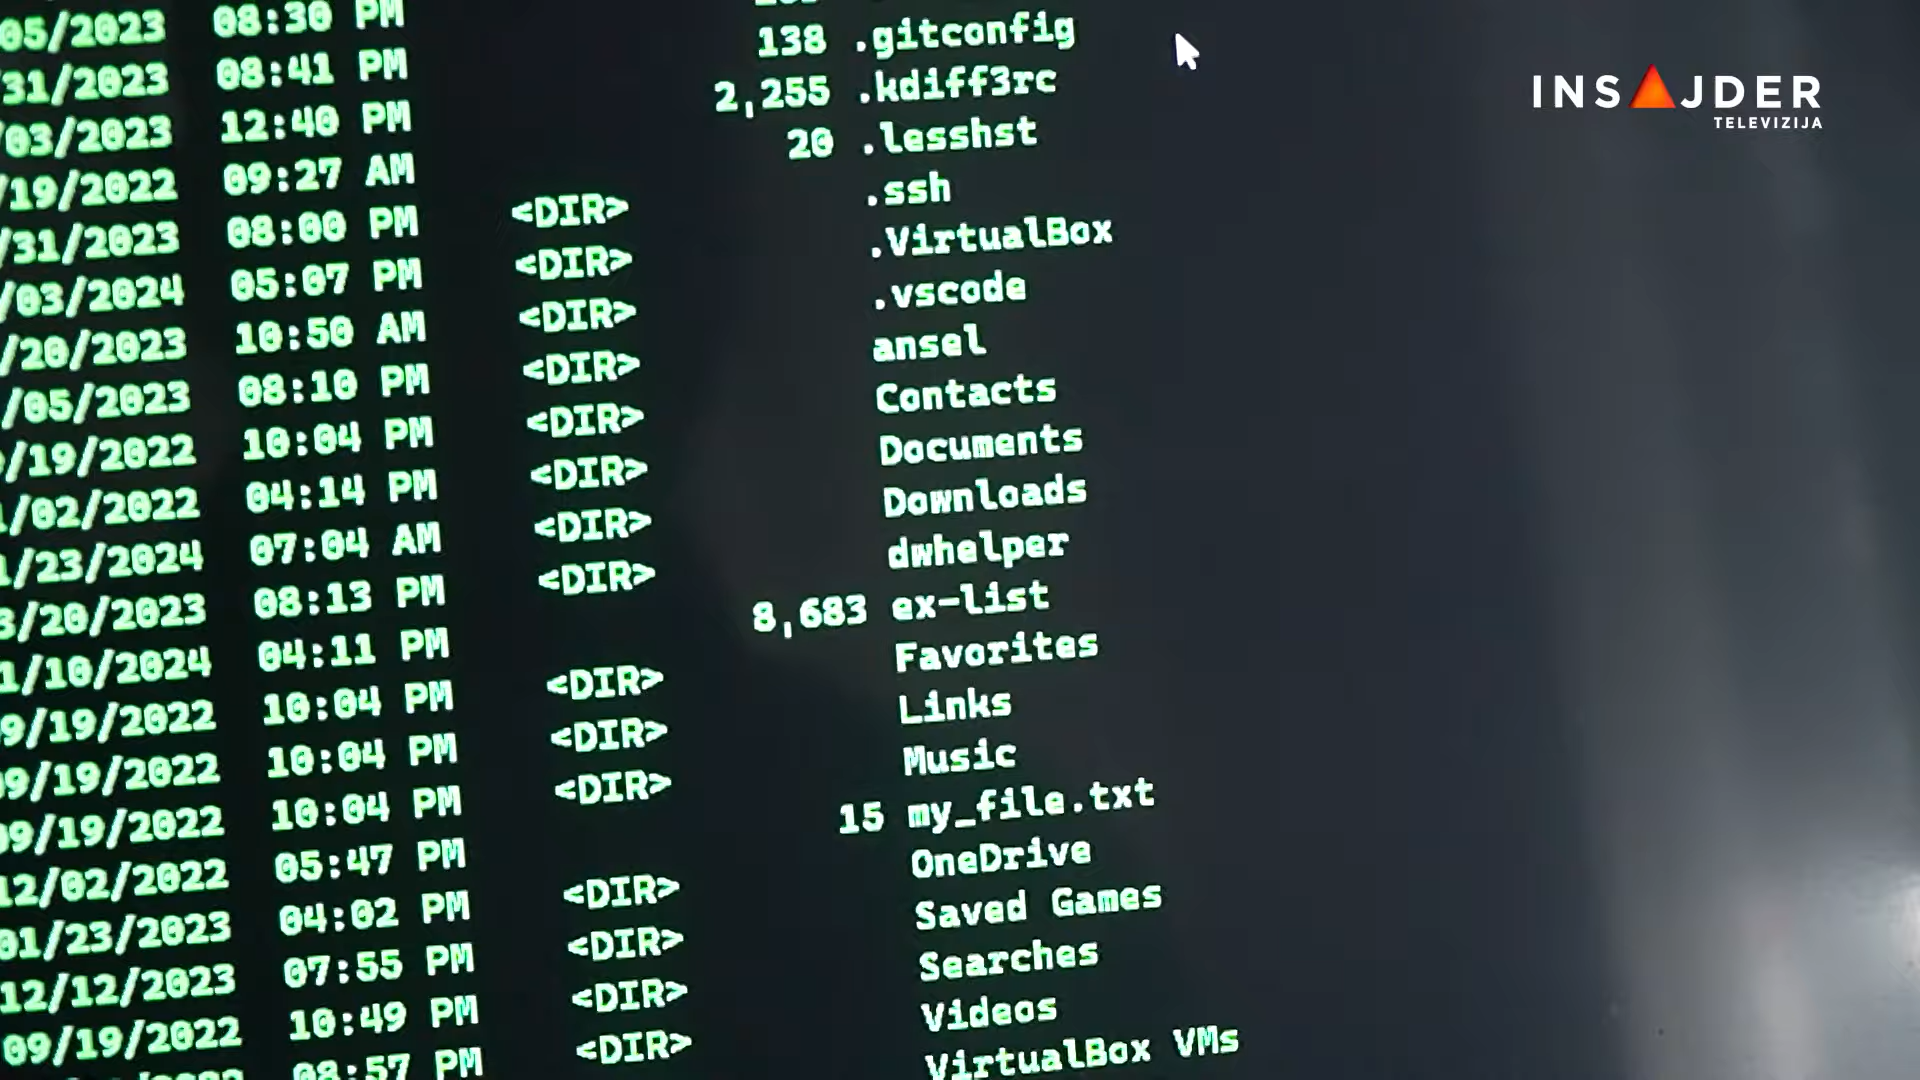 05/2023 08:30 PM
31/2023 08:41 PM 138 .gitconfig
/03/2023 12:40 PM 2,255 .kdiff3rc
/19/2022 09:27 AM 20 .lesshst
/31/2023 08:00 PM <DIR> .ssh
/03/2024 05:07 PM <DIR> .VirtualBox
/20/2023 10:50 AM <DIR> .vscode
/05/2023 08:10 PM <DIR> ansel
/19/2022 10:04 PM <DIR> Contacts
/02/2022 04:14 PM <DIR> Documents
1/23/2024 07:04 AM <DIR> Downloads
3/20/2023 08:13 PM <DIR> dwhelper
1/10/2024 04:11 PM 8,683 ex-list
9/19/2022 10:04 PM <DIR> Favorites
09/19/2022 10:04 PM <DIR> Links
09/19/2022 10:04 PM <DIR> Music
12/02/2022 05:47 PM 15 my_file.txt
01/23/2023 04:02 PM <DIR> OneDrive
12/12/2023 07:55 PM <DIR> Saved Games
09/19/2022 10:49 PM <DIR> Searches
08:57 PM <DIR> Videos
VirtualBox VMs
INSAJDER
TELEVIZIJA